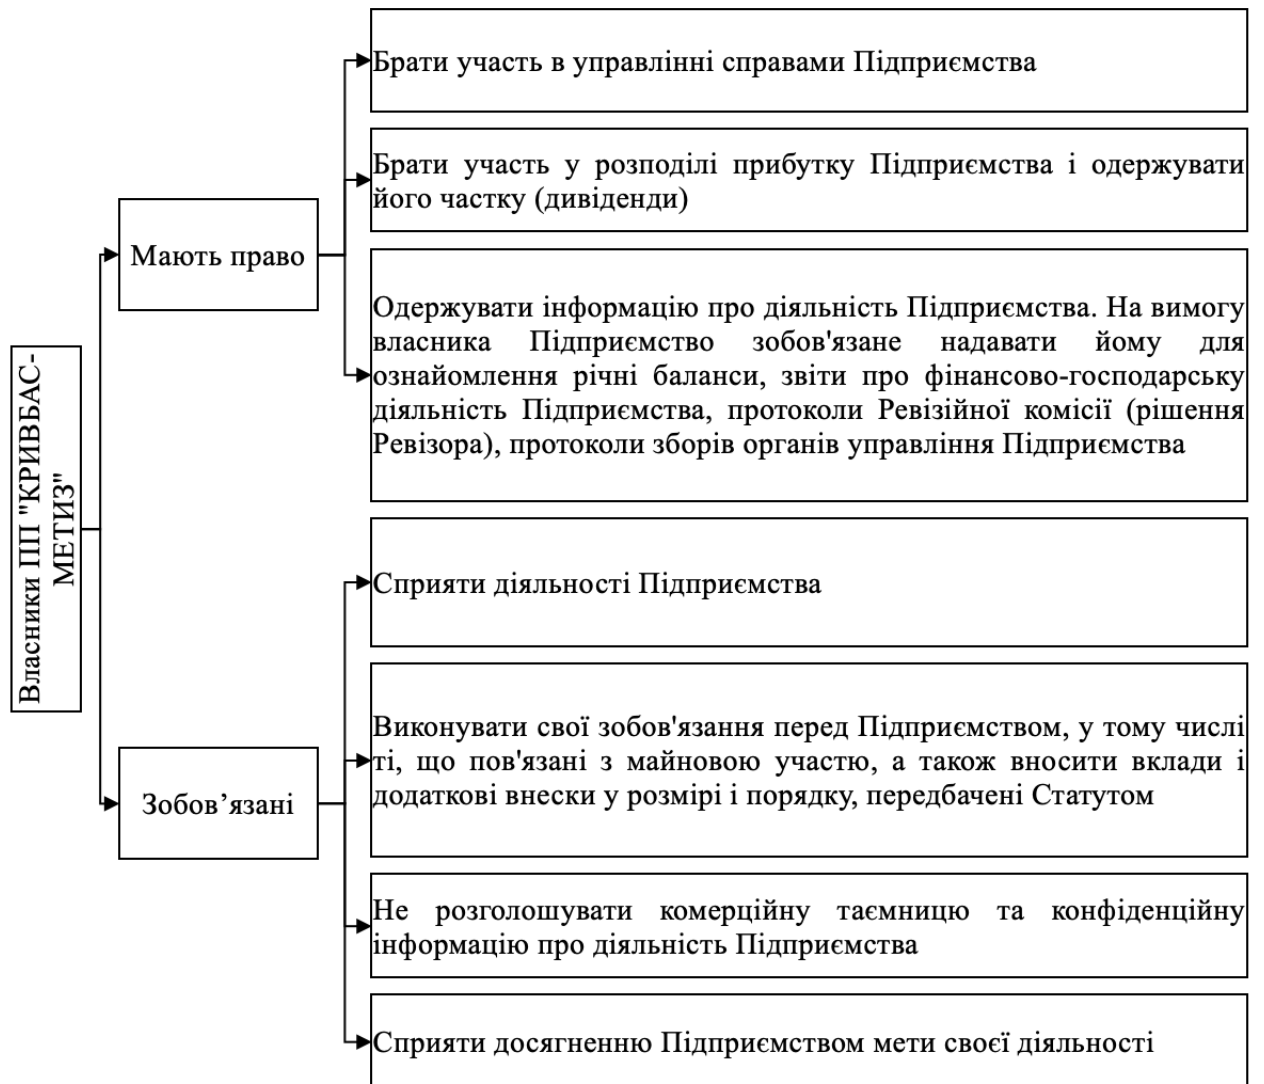 Власники ПП "КРИВБАС-
МЕТИЗ"
Мають право
Брати участь в управлінні справами Підприємства
Брати участь у розподілі прибутку Підприємства і одержувати
його частку (дивіденди)
Одержувати інформацію про діяльність Підприємства. На вимогу
власника Підприємство зобов'язане надавати йому для
ознайомлення річні баланси, звіти про фінансово-господарську
діяльність Підприємства, протоколи Ревізійної комісії (рішення
Ревізора), протоколи зборів органів управління Підприємства
Зобов’язані
Сприяти діяльності Підприємства
Виконувати свої зобов'язання перед Підприємством, у тому числі
ті, що пов'язані з майновою участю, а також вносити вклади і
додаткові внески у розмірі і порядку, передбачені Статутом
Не розголошувати комерційну таємницю та конфіденційну
інформацію про діяльність Підприємства
Сприяти досягненню Підприємством мети своєї діяльності